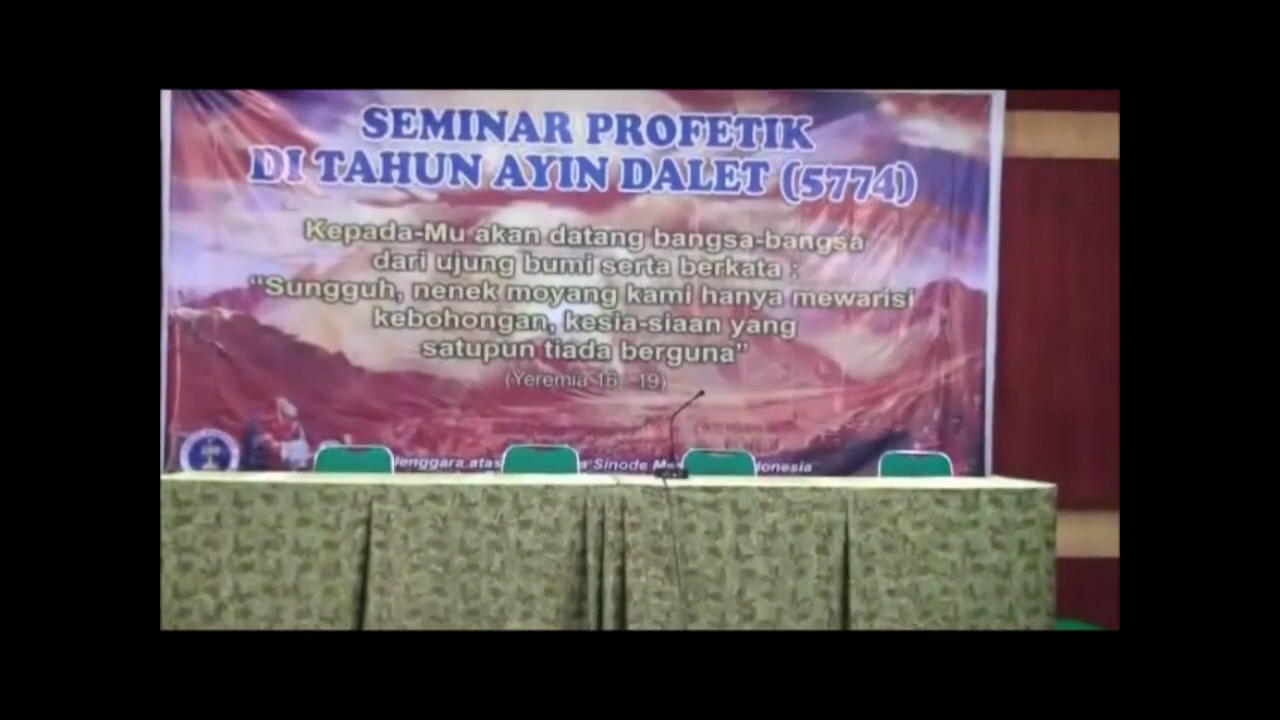 SEMINAR PROFETIK
DI TAHUN AYIN DALET (5774)
Kepada-Mu akan datang bangsa-bangsa
dari ujung bumi serta berkata :
“Sungguh, nenek moyang kami hanya mewarisi
kebohongan, kesia-siaan yang
satupun tiada berguna”
(Yeremia 16 19)
Sinode